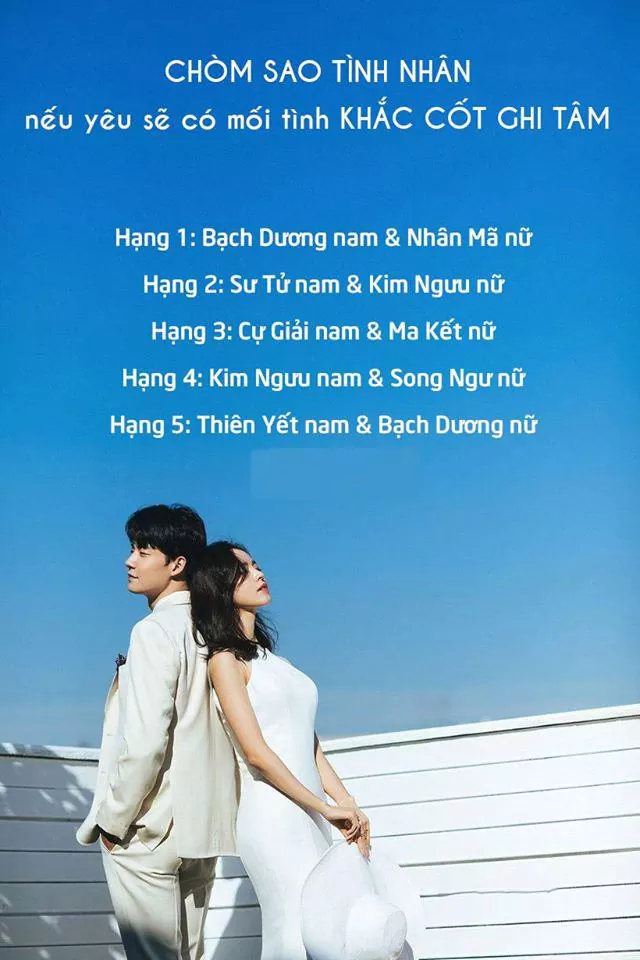 CHÒM SAO TÌNH NHÂN
nếu yêu sẽ có mối tình KHẮC CỐT GHI TÂM
Hạng 1: Bạch Dương nam & Nhân Mã nữ
Hạng 2: Sư Tử nam & Kim Ngưu nữ
Hạng 3: Cự Giải nam & Ma Kết nữ
Hạng 4: Kim Ngưu nam & Song Ngư nữ
Hạng 5: Thiên Yết nam & Bạch Dương nữ